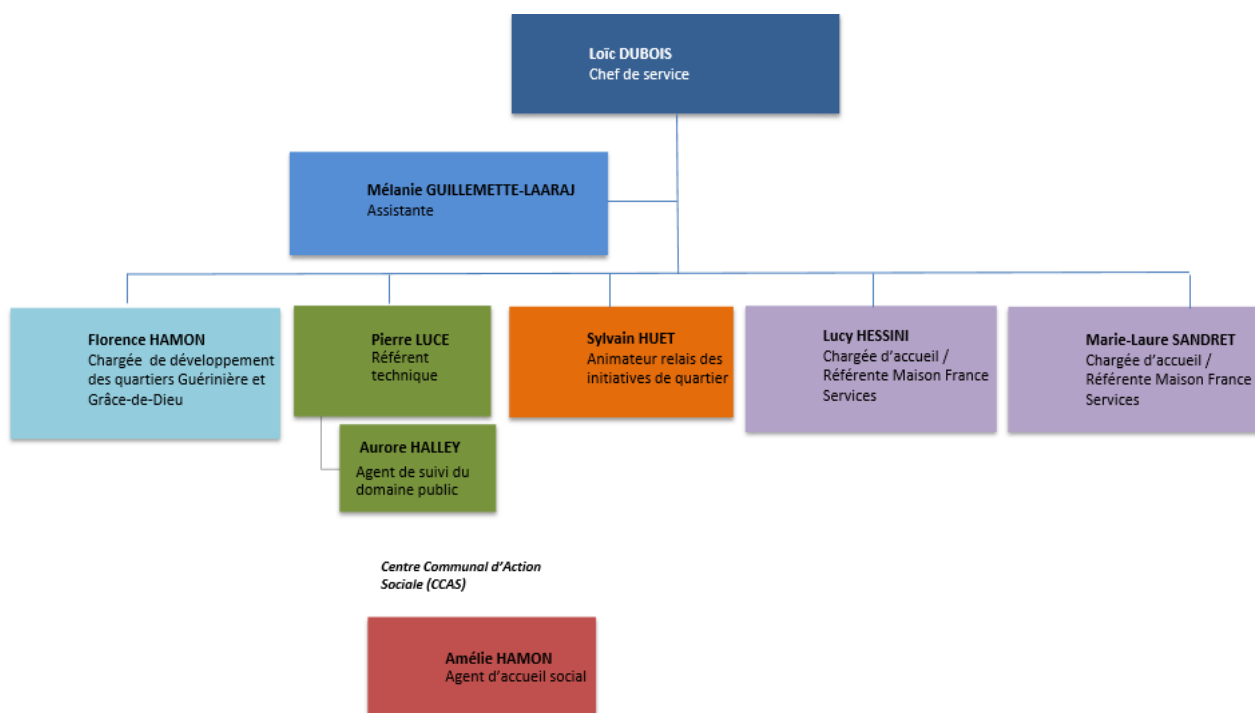 Loïc DUBOIS
Chef de service
Mélanie GUILLEMETTE-LAARAJ
Assistante
Florence HAMON
Chargée de développement
des quartiers Guérinière et
Grâce-de-Dieu
Pierre LUCE
Référent
technique
Sylvain HUET
Animateur relais des
initiatives de quartier
Lucy HESSINI
Chargée d’accueil /
Référente Maison France
Services
Marie-Laure SANDRET
Chargée d’accueil /
Référente Maison France
Services
Aurore HALLEY
Agent de suivi du
domaine public
Centre Communal d’Action
Sociale (CCAS)
Amélie HAMON
Agent d’accueil social